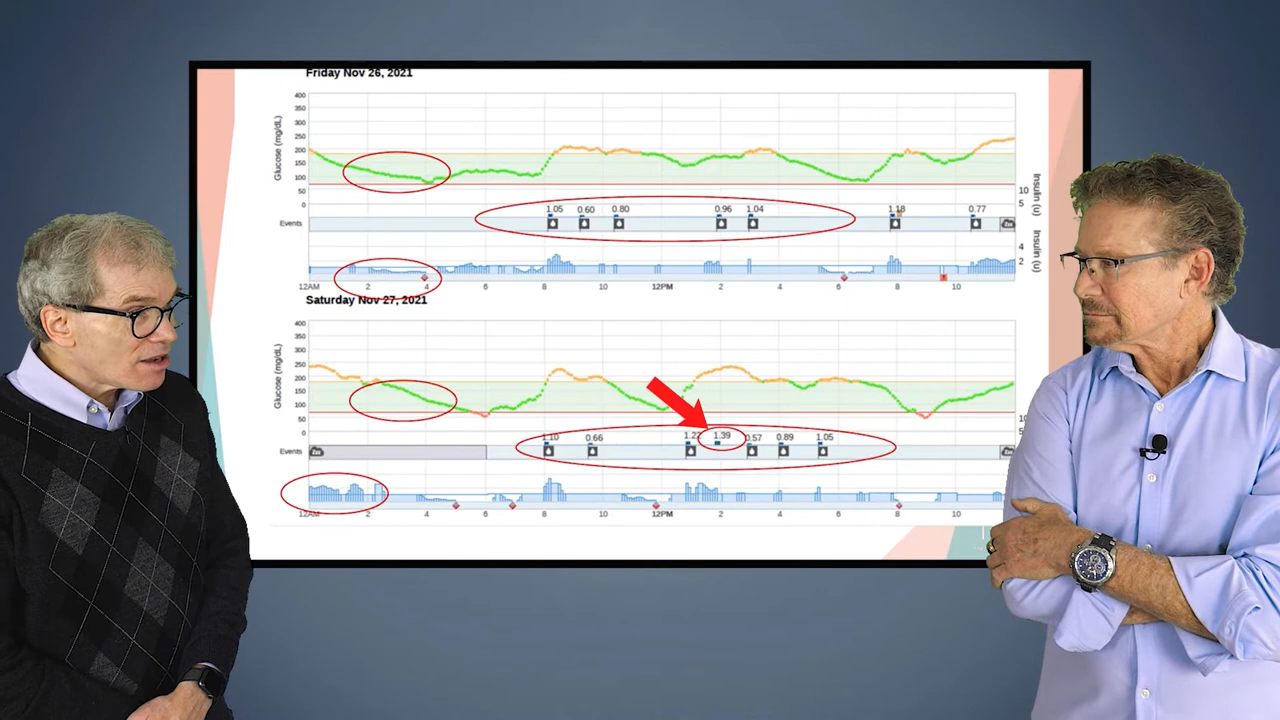 Friday Nov 26, 2021
400
350
300
250
200
150
100
50
0
Glucose (mg/dL)
10
5
Insulin (u)
1.05 0.60 0.80 0.96 1.04 1.18 0.77
Events
4
2
Insulin (u)
12AM 2 4 6 8 10 12PM 2 4 6 8 10
Saturday Nov 27, 2021
400
350
300
250
200
150
100
50
0
Glucose (mg/dL)
1.10 0.66 1.39 0.57 0.89 1.05
Events
12AM 2 4 6 8 10 12PM 2 4 6 8 10